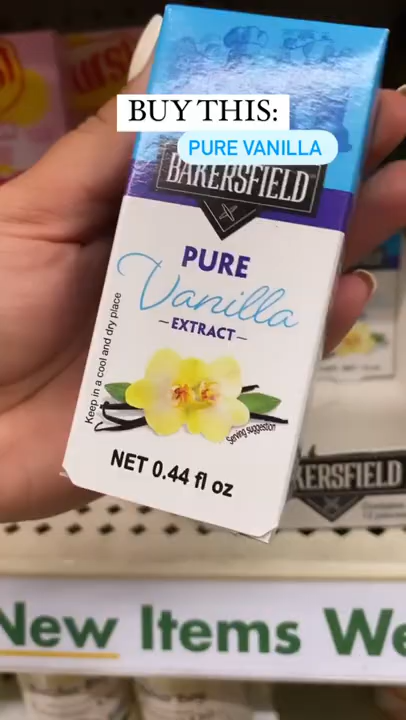 BUY THIS:
PURE VANILLA
BAKERSFIELD
PURE
Vanilla
—EXTRACT—
Keep in a cool and dry place
Serving suggestion
NET 0.44 fl oz
KERSFIELD
New Items We